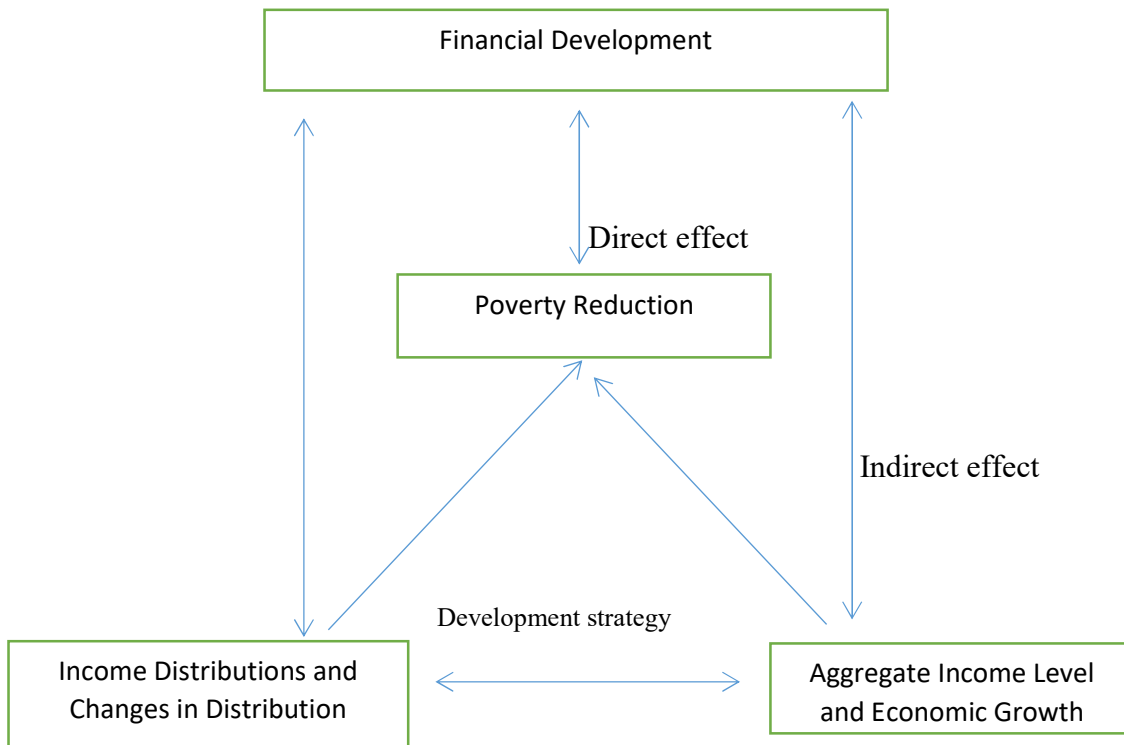 Financial Development
Direct effect
Poverty Reduction
Indirect effect
Development strategy
Income Distributions and
Changes in Distribution
Aggregate Income Level
and Economic Growth